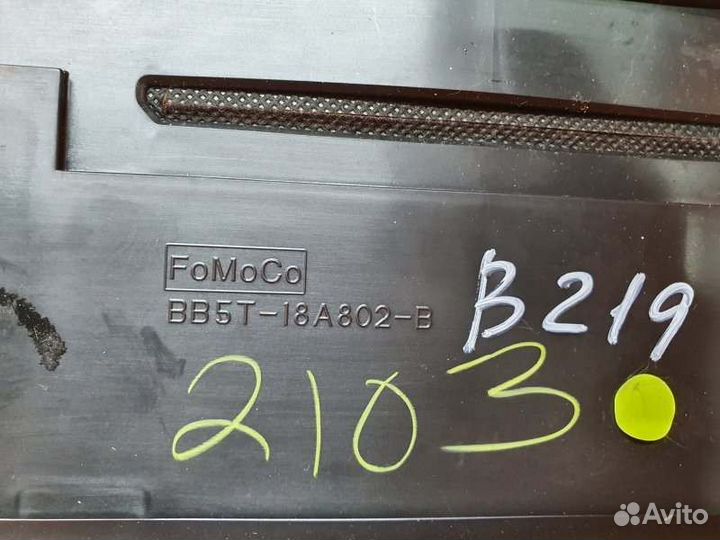 FoMoCo
BB5T-18A802-B
B219
2103
Avito